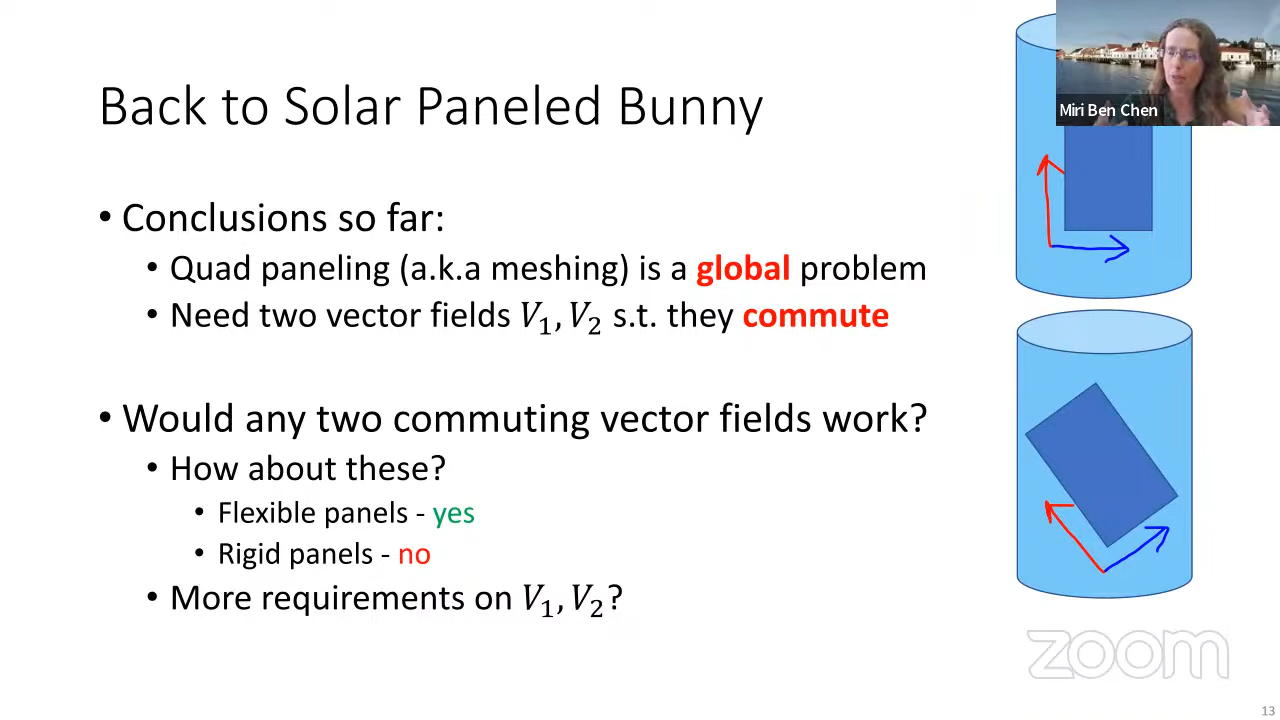 Back to Solar Paneled Bunny
Miri Ben Chen
• Conclusions so far:
• Quad paneling (a.k.a meshing) is a global problem
• Need two vector fields V₁, V₂ s.t. they commute
• Would any two commuting vector fields work?
• How about these?
• Flexible panels - yes
• Rigid panels - no
• More requirements on V₁, V₂?
zoom
13